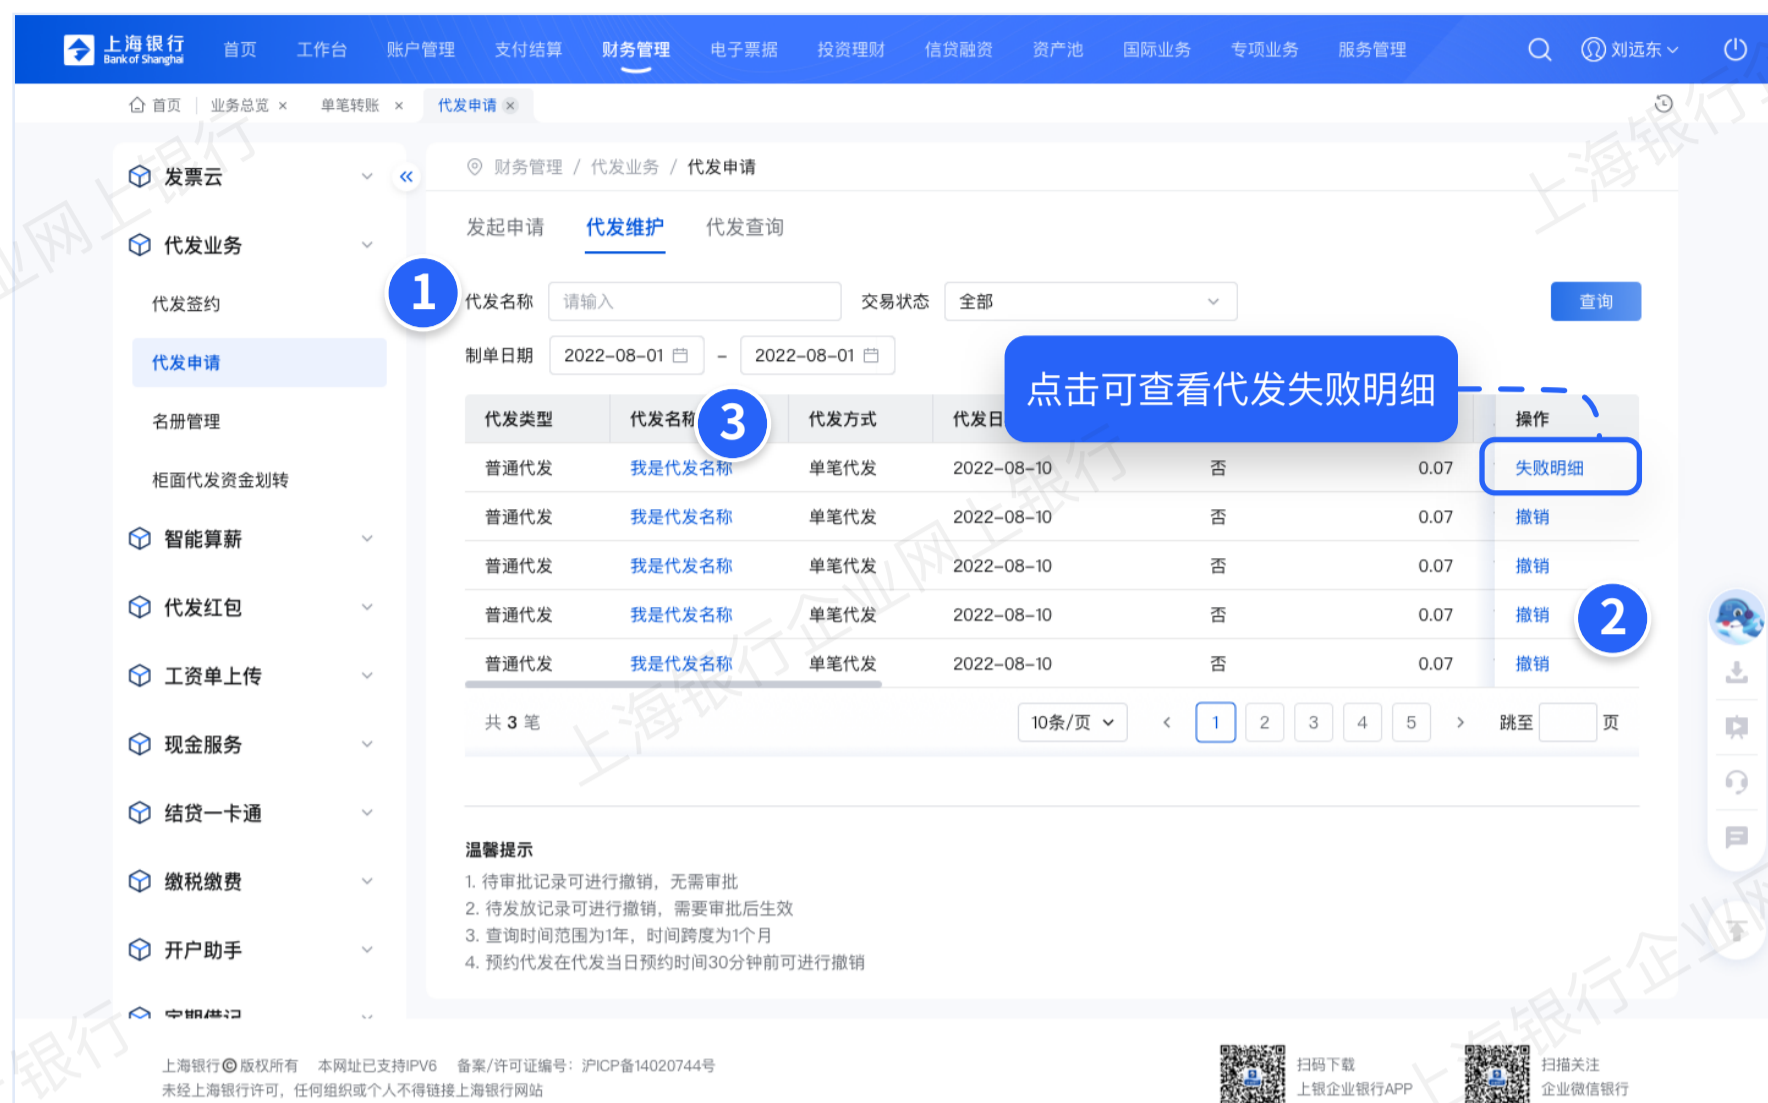 上海银行
Bank of Shanghai
首页 工作台 账户管理 支付结算 财务管理 电子票据 投资理财 信贷融资 资产池 国际业务 专项业务 服务管理 刘远东
首页 业务总览 × 单笔转账 × 代发申请 ×
发票云
代发业务
代发签约
代发申请
名册管理
柜面代发资金划转
智能算薪
代发红包
工资单上传
现金服务
结贷一卡通
缴税缴费
开户助手
定期借记
财务管理 / 代发业务 / 代发申请
发起申请 代发维护 代发查询
1
代发名称 请输入 交易状态 全部 查询
制单日期 2022-08-01 – 2022-08-01
点击可查看代发失败明细
3
代发类型 代发名称 代发方式 代发日 操作
普通代发 我是代发名称 单笔代发 2022-08-10 否 0.07 失败明细
普通代发 我是代发名称 单笔代发 2022-08-10 否 0.07 撤销
普通代发 我是代发名称 单笔代发 2022-08-10 否 0.07 撤销
普通代发 我是代发名称 单笔代发 2022-08-10 否 0.07 撤销
2
普通代发 我是代发名称 单笔代发 2022-08-10 否 0.07 撤销
共 3 笔 10条/页 < 1 2 3 4 5 > 跳至 页
温馨提示
1. 待审批记录可进行撤销，无需审批
2. 待发放记录可进行撤销，需要审批后生效
3. 查询时间范围为1年，时间跨度为1个月
4. 预约代发在代发当日预约时间30分钟前可进行撤销
上海银行©版权所有 本网址已支持IPV6 备案/许可证编号：沪ICP备14020744号
未经上海银行许可，任何组织或个人不得链接上海银行网站
扫码下载
上银企业银行APP
扫描关注
企业微信银行
上海银行企业网上银行